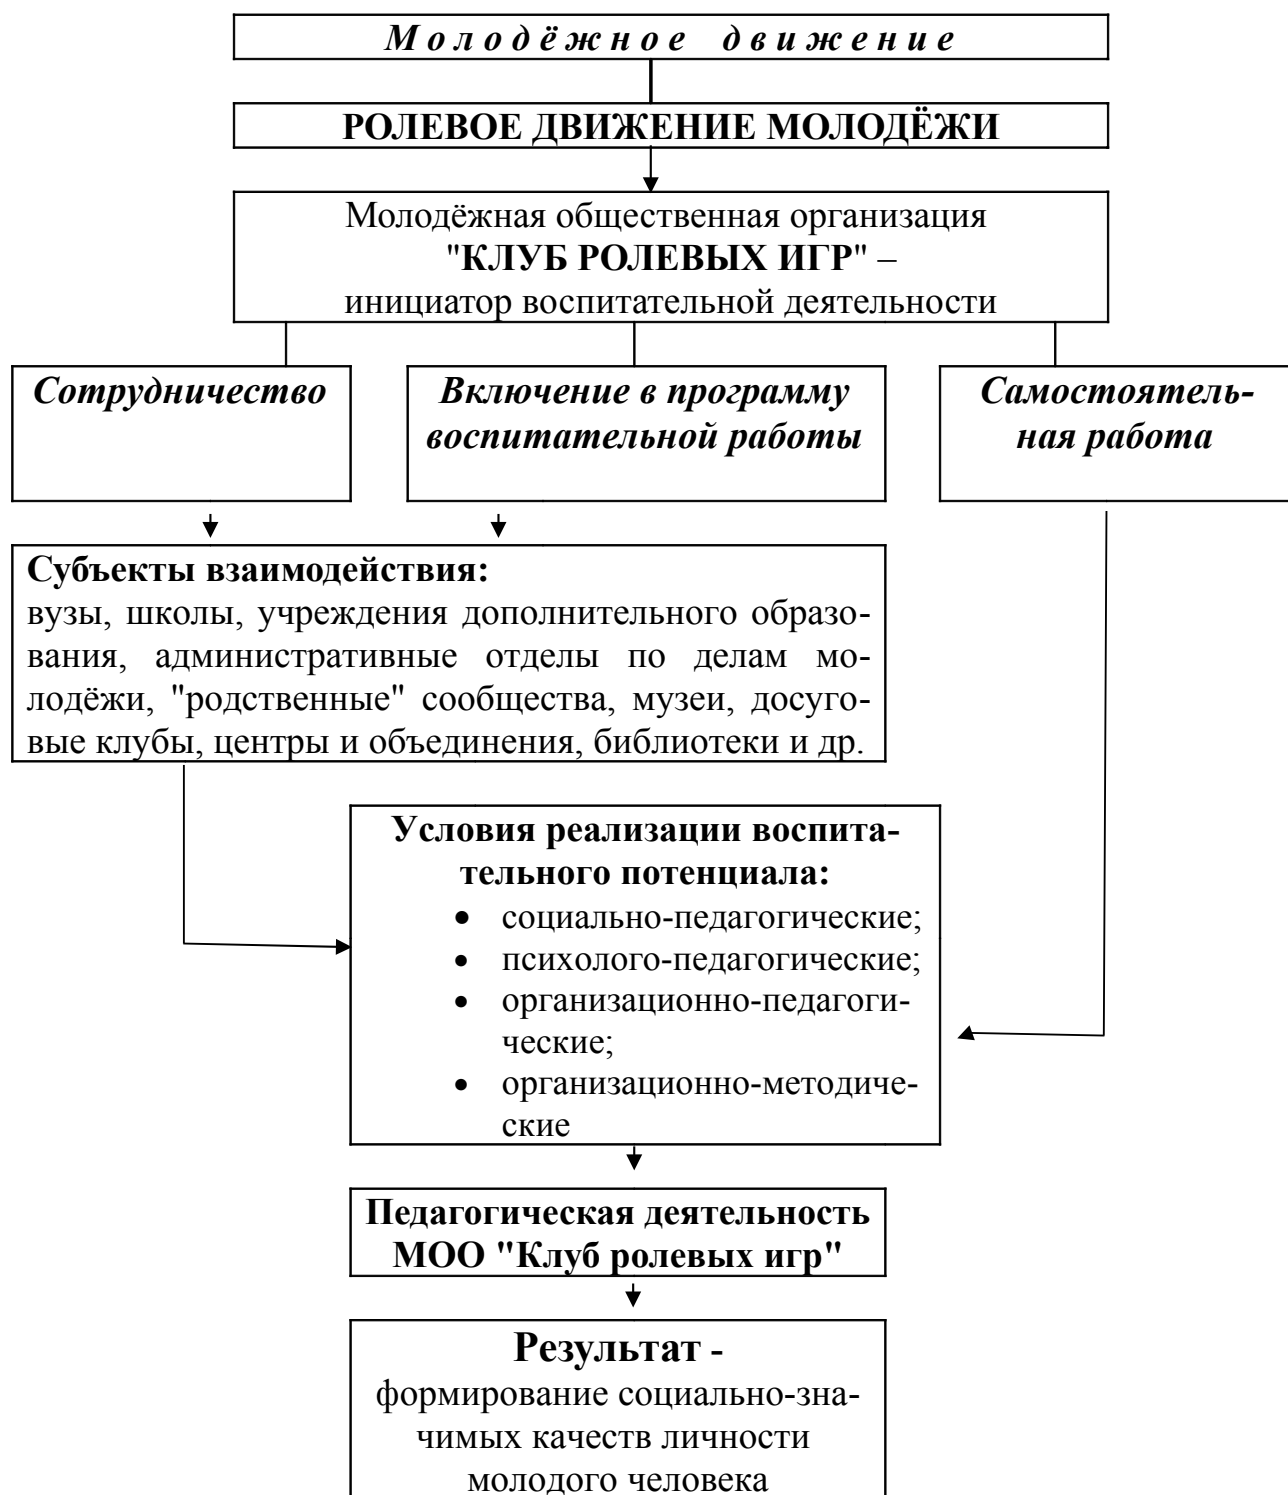 Молодёжное движение
РОЛЕВОЕ ДВИЖЕНИЕ МОЛОДЁЖИ
Молодёжная общественная организация
"КЛУБ РОЛЕВЫХ ИГР" –
инициатор воспитательной деятельности
Сотрудничество
Включение в программу
воспитательной работы
Самостоятель-
ная работа
Субъекты взаимодействия:
вузы, школы, учреждения дополнительного образо-
вания, административные отделы по делам мо-
лодёжи, "родственные" сообщества, музеи, досуго-
вые клубы, центры и объединения, библиотеки и др.
Условия реализации воспита-
тельного потенциала:
• социально-педагогические;
• психолого-педагогические;
• организационно-педагоги-
ческие;
• организационно-методиче-
ские
Педагогическая деятельность
МОО "Клуб ролевых игр"
Результат -
формирование социально-зна-
чимых качеств личности
молодого человека